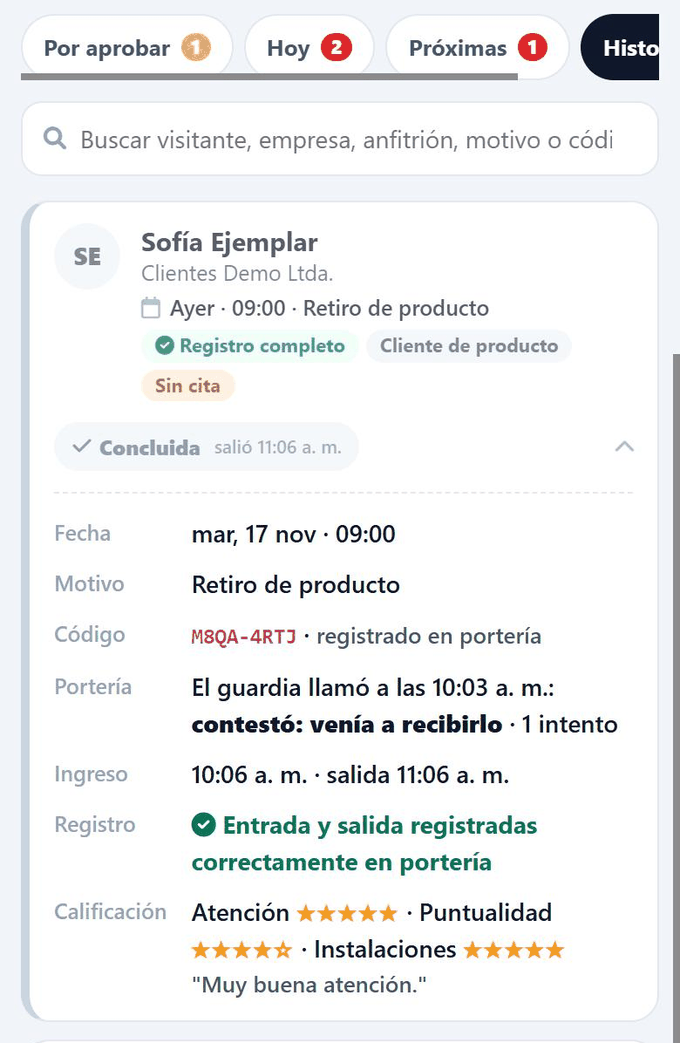 Por aprobar 1 Hoy 2 Próximas 1 Histo
Buscar visitante, empresa, anfitrión, motivo o códi
SE
Sofía Ejemplar
Clientes Demo Ltda.
Ayer · 09:00 · Retiro de producto
Registro completo Cliente de producto
Sin cita
Concluida salió 11:06 a. m.
Fecha mar, 17 nov · 09:00
Motivo Retiro de producto
Código M8QA-4RTJ · registrado en portería
Portería El guardia llamó a las 10:03 a. m.:
contestó: venía a recibirlo · 1 intento
Ingreso 10:06 a. m. · salida 11:06 a. m.
Registro Entrada y salida registradas
correctamente en portería
Calificación Atención ★★★★★ · Puntualidad
★★★★☆ · Instalaciones ★★★★★
"Muy buena atención."